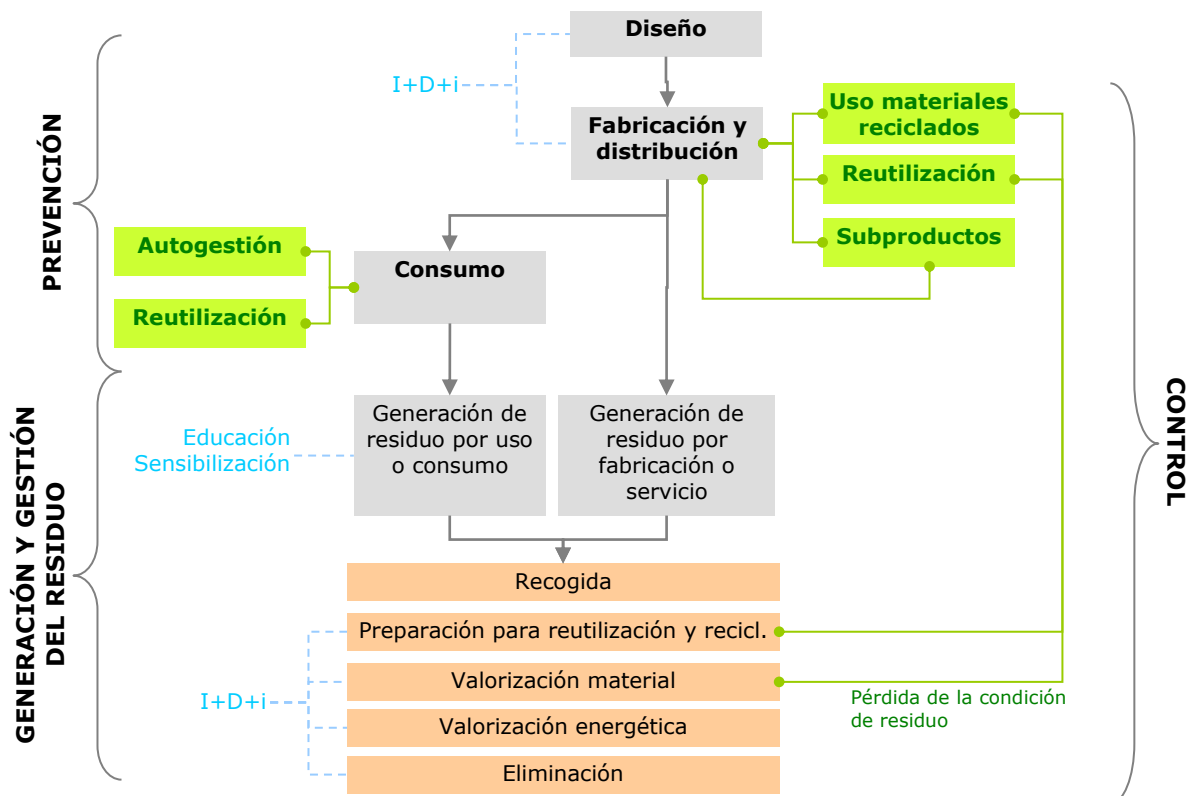 Diseño
I+D+i
Fabricación y
distribución
Uso materiales
reciclados
Reutilización
Subproductos
PREVENCIÓN
Autogestión
Reutilización
Consumo
CONTROL
GENERACIÓN Y GESTIÓN
DEL RESIDUO
Educación
Sensibilización
Generación de
residuo por uso
o consumo
Generación de
residuo por
fabricación o
servicio
Recogida
Preparación para reutilización y recicl.
Valorización material
I+D+i
Valorización energética
Eliminación
Pérdida de la condición
de residuo